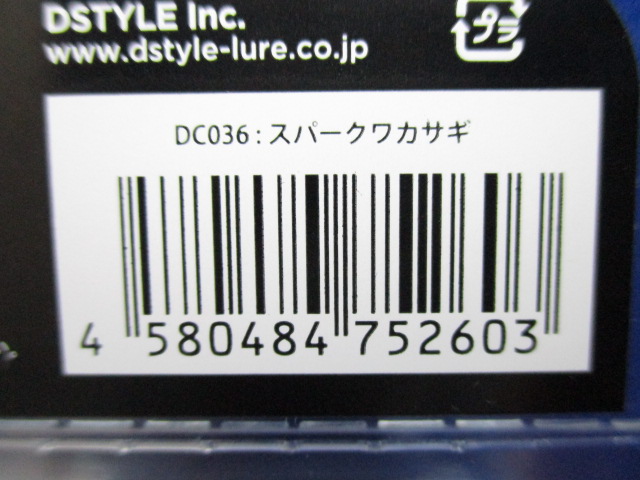 DSTYLE Inc.
www.dstyle-lure.co.jp
プラ
DC036：スパークワカサギ
4 580484 752603